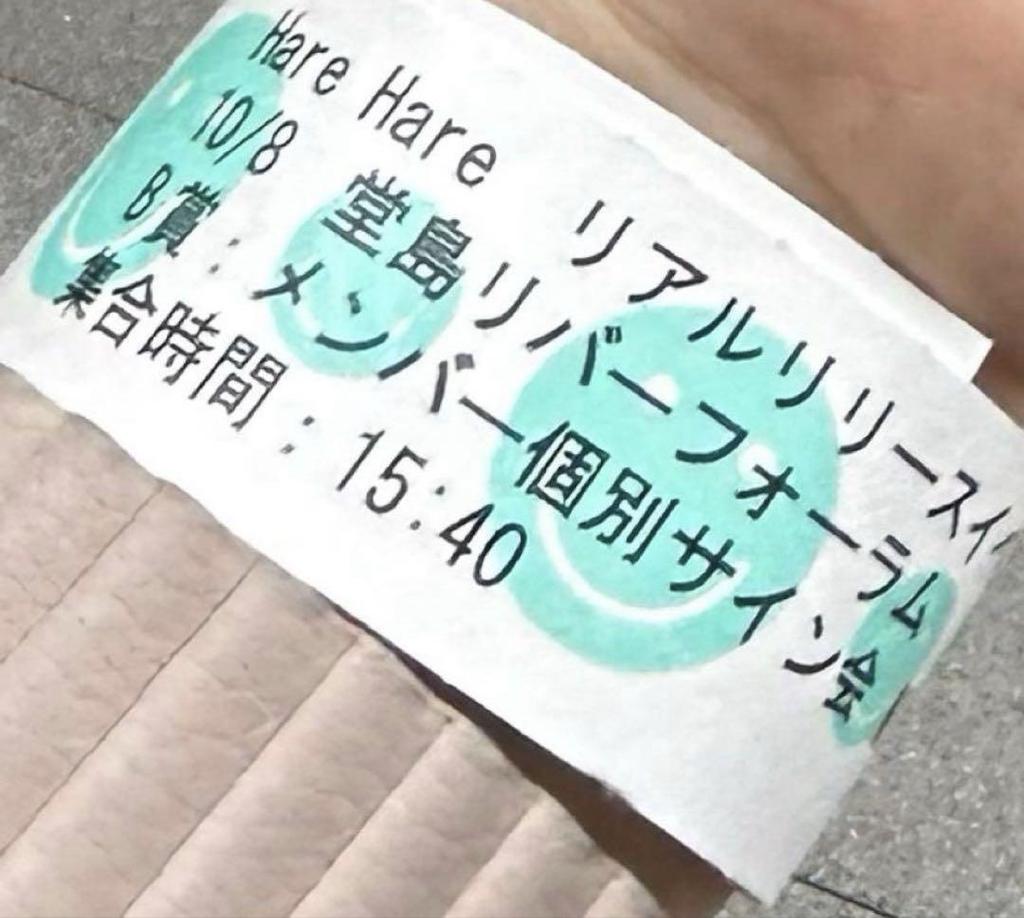 Hare Hare リアルリリースイ
10/8 堂島リバーフォーラム
B賞:メンバー個別サイン会
集合時間:15:40